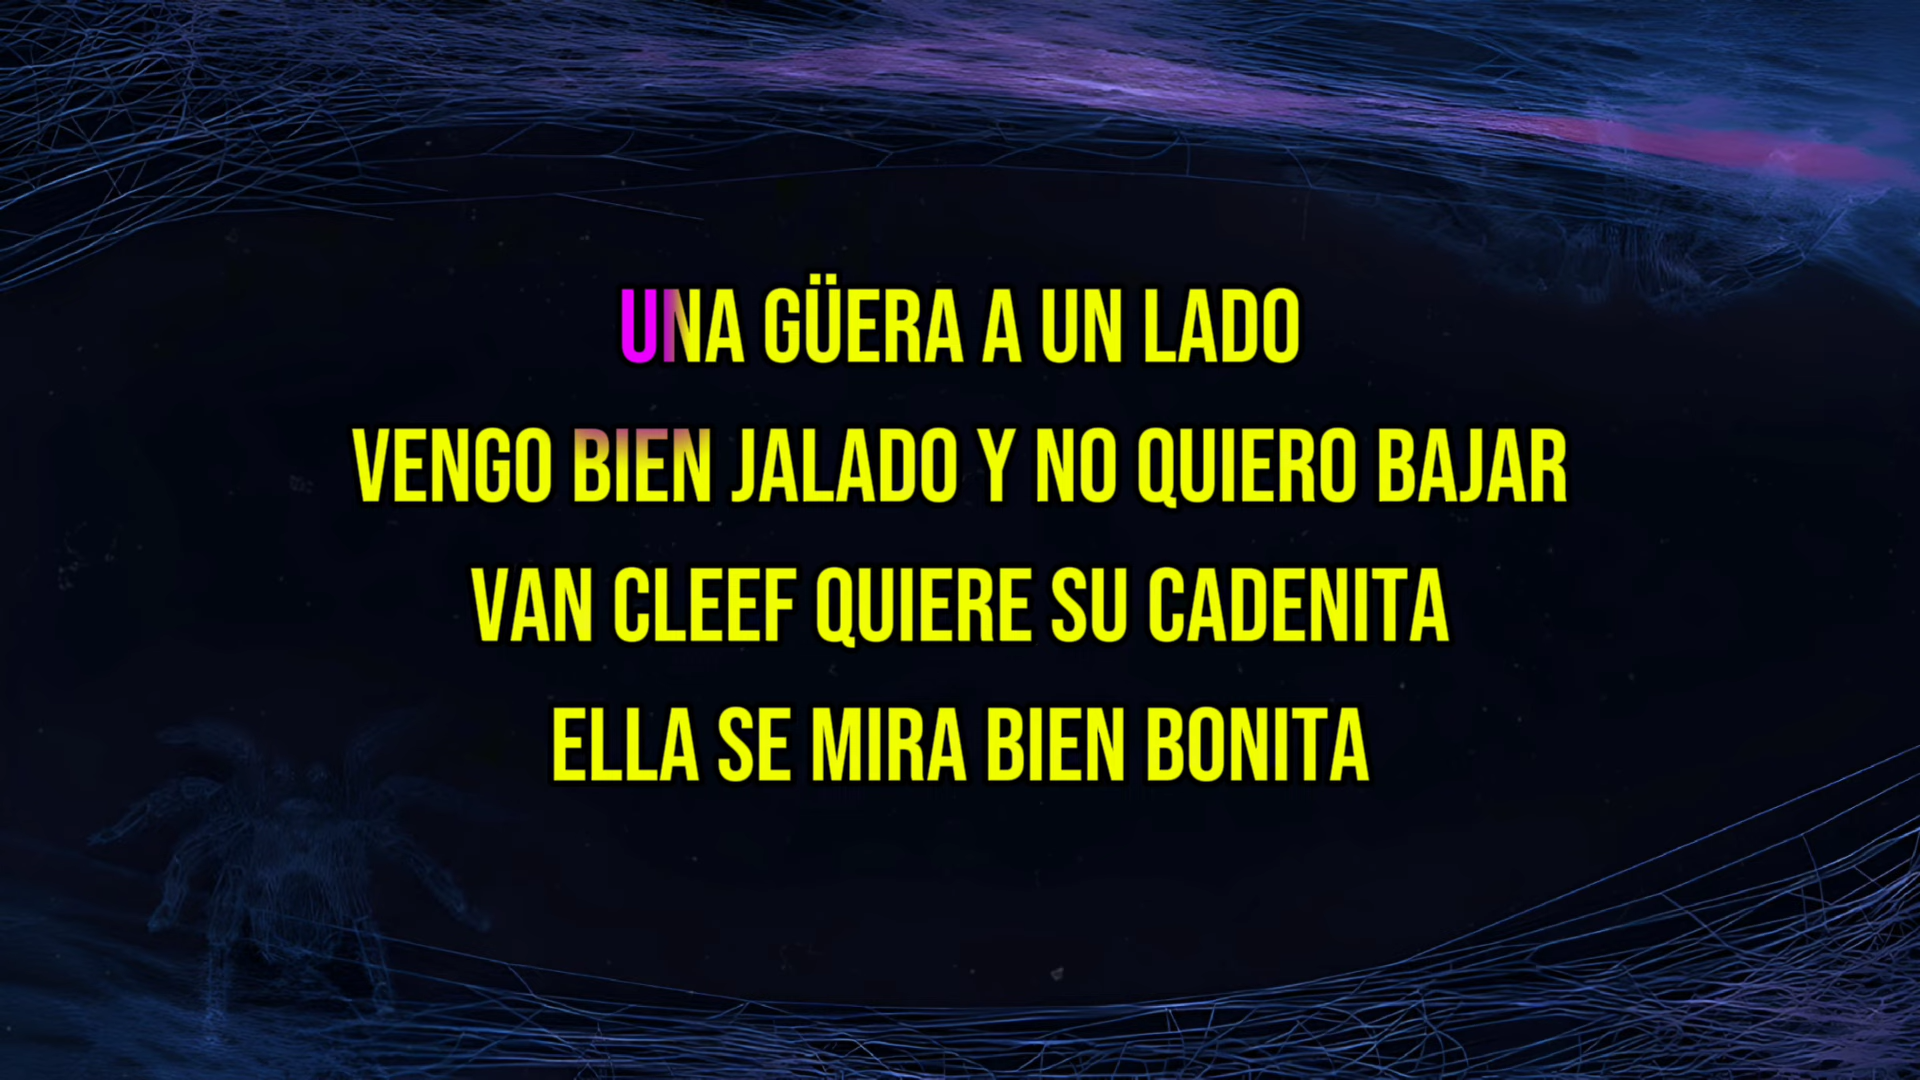 UNA GÜERA A UN LADO
VENGO BIEN JALADO Y NO QUIERO BAJAR
VAN CLEEF QUIERE SU CADENITA
ELLA SE MIRA BIEN BONITA